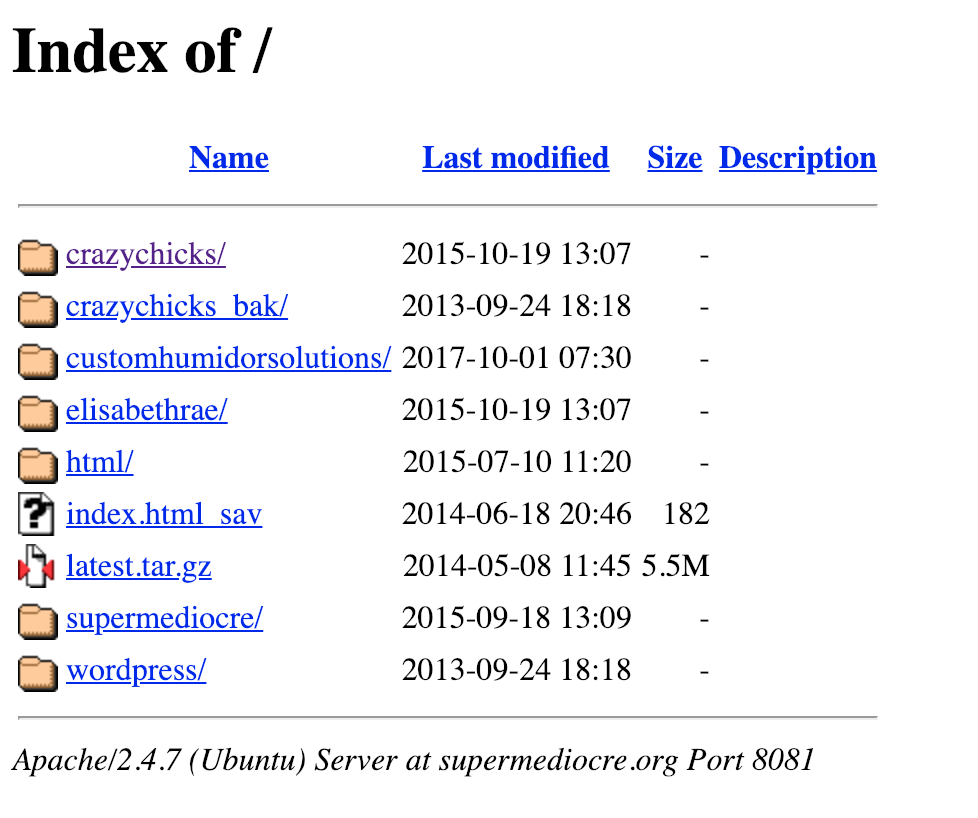 Index of /
Name Last modified Size Description
crazychicks/ 2015-10-19 13:07 -
crazychicks_bak/ 2013-09-24 18:18 -
customhumidorsolutions/ 2017-10-01 07:30 -
elisabethrae/ 2015-10-19 13:07 -
html/ 2015-07-10 11:20 -
index.html_sav 2014-06-18 20:46 182
latest.tar.gz 2014-05-08 11:45 5.5M
supermediocre/ 2015-09-18 13:09 -
wordpress/ 2013-09-24 18:18 -
Apache/2.4.7 (Ubuntu) Server at supermediocre.org Port 8081